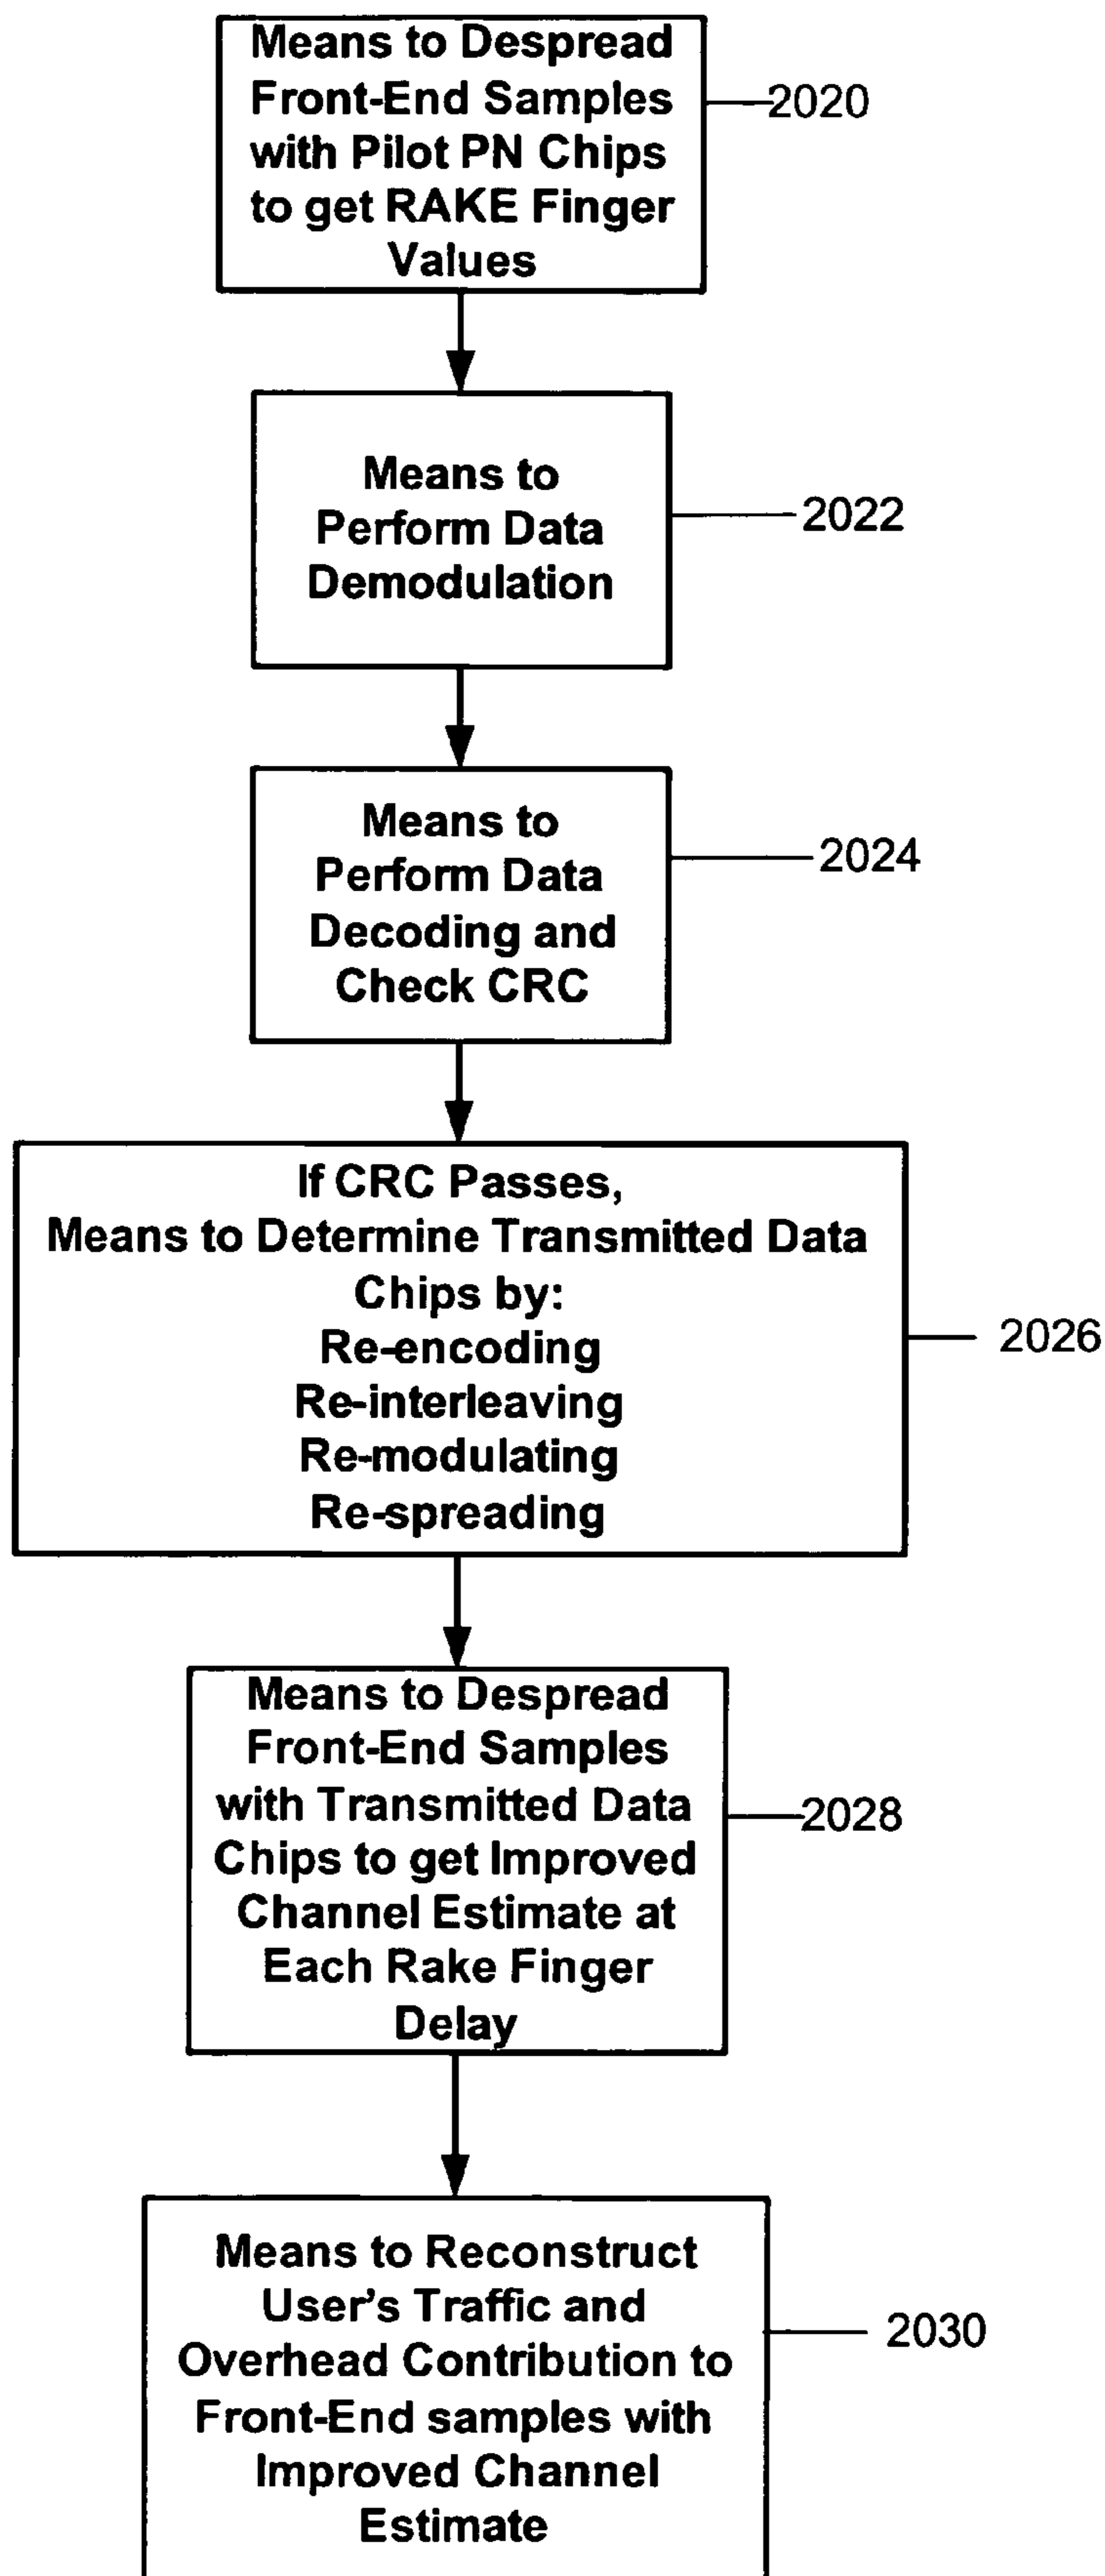 Means to Despread
Front-End Samples
with Pilot PN Chips
to get RAKE Finger
Values
2020
Means to
Perform Data
Demodulation
2022
Means to
Perform Data
Decoding and
Check CRC
2024
If CRC Passes,
Means to Determine Transmitted Data
Chips by:
Re-encoding
Re-interleaving
Re-modulating
Re-spreading
2026
Means to Despread
Front-End Samples
with Transmitted Data
Chips to get Improved
Channel Estimate at
Each Rake Finger
Delay
2028
Means to Reconstruct
User's Traffic and
Overhead Contribution to
Front-End samples with
Improved Channel
Estimate
2030